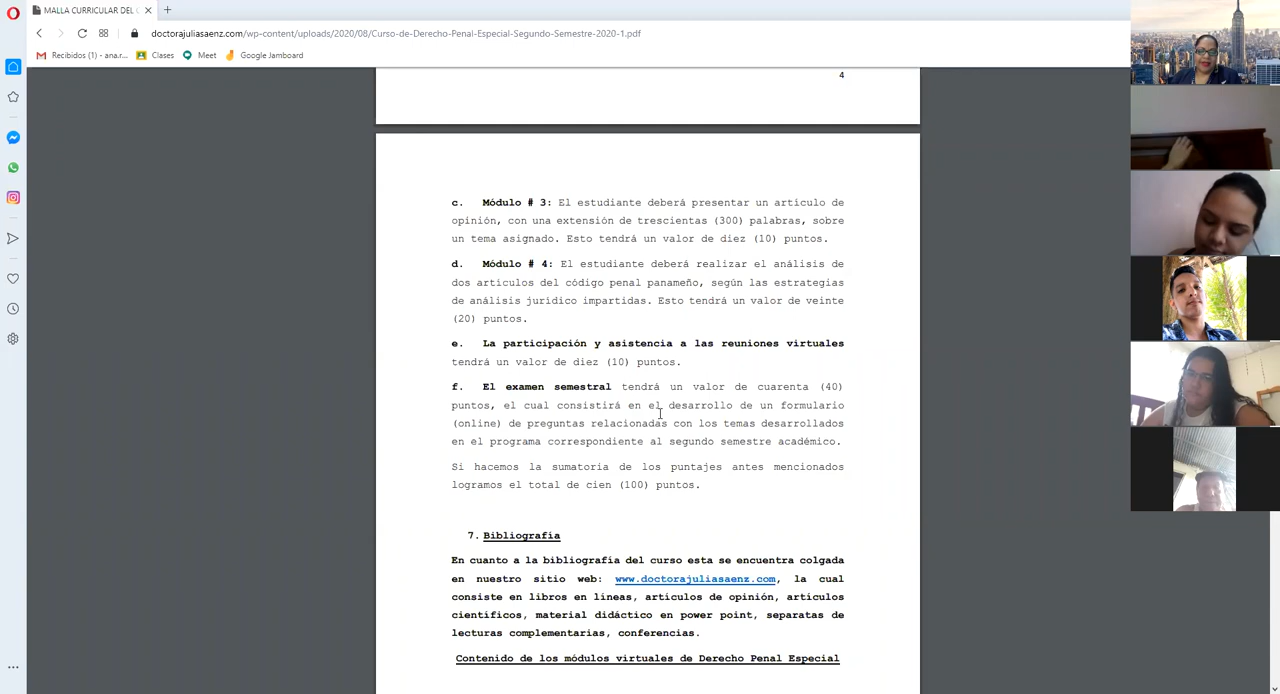 MALLA CURRICULAR DEL C
doctorajuliasaenz.com/wp-content/uploads/2020/08/Curso-de-Derecho-Penal-Especial-Segundo-Semestre-2020-1.pdf
Recibidos (1) - ana.r... Clases Meet Google Jamboard
4
c. Módulo # 3: El estudiante deberá presentar un artículo de
opinión, con una extensión de trescientas (300) palabras, sobre
un tema asignado. Esto tendrá un valor de diez (10) puntos.
d. Módulo # 4: El estudiante deberá realizar el análisis de
dos artículos del código penal panameño, según las estrategias
de análisis jurídico impartidas. Esto tendrá un valor de veinte
(20) puntos.
e. La participación y asistencia a las reuniones virtuales
tendrá un valor de diez (10) puntos.
f. El examen semestral tendrá un valor de cuarenta (40)
puntos, el cual consistirá en el desarrollo de un formulario
(online) de preguntas relacionadas con los temas desarrollados
en el programa correspondiente al segundo semestre académico.
Si hacemos la sumatoria de los puntajes antes mencionados
logramos el total de cien (100) puntos.
7. Bibliografía
En cuanto a la bibliografía del curso esta se encuentra colgada
en nuestro sitio web: www.doctorajuliasaenz.com, la cual
consiste en libros en líneas, artículos de opinión, artículos
científicos, material didáctico en power point, separatas de
lecturas complementarias, conferencias.
Contenido de los módulos virtuales de Derecho Penal Especial